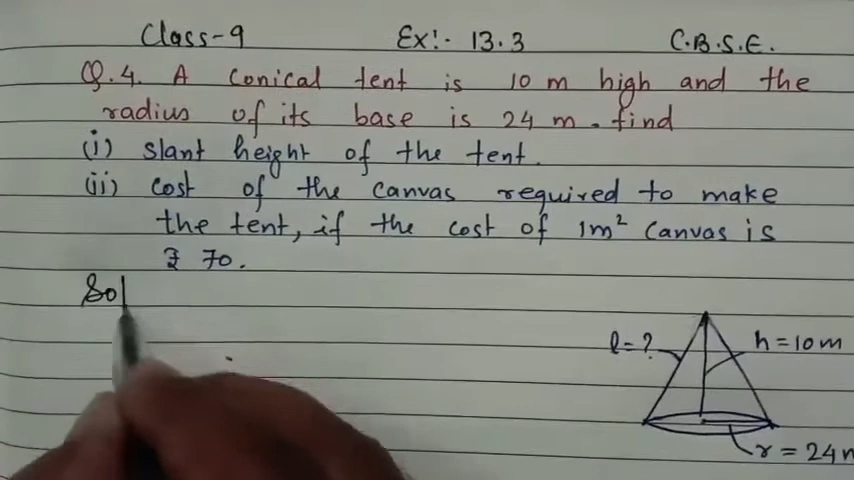 Class-9 Ex:- 13.3 C.B.S.E.
Q.4. A conical tent is 10 m high and the
radius of its base is 24 m. find
(i) slant height of the tent.
(ii) cost of the canvas required to make
the tent, if the cost of 1m² canvas is
₹ 70.
Sol
l=? h=10m
r = 24m